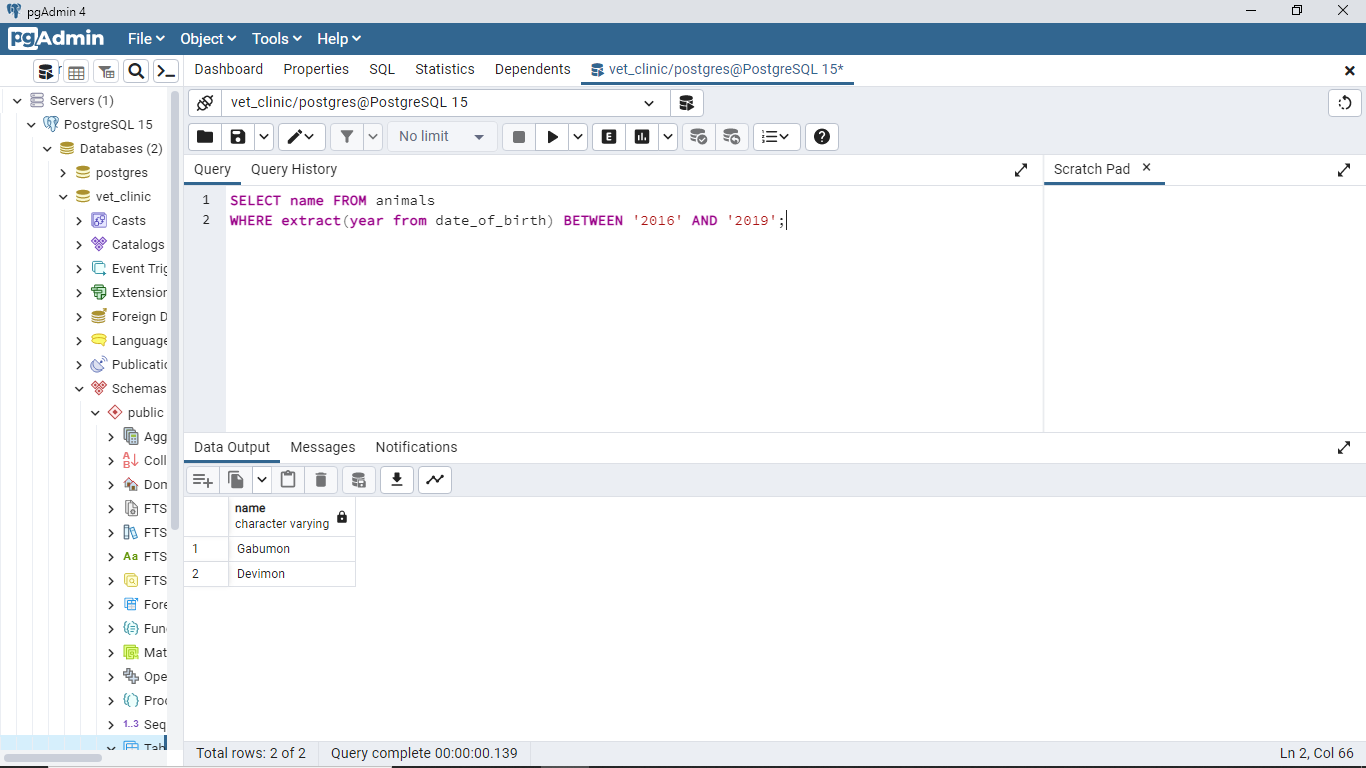 pgAdmin 4
pgAdmin File Object Tools Help
Dashboard Properties SQL Statistics Dependents vet_clinic/postgres@PostgreSQL 15*
Servers (1)
PostgreSQL 15
Databases (2)
postgres
vet_clinic
Casts
Catalogs
Event Trig
Extension
Foreign D
Language
Publicatio
Schemas
public
Agg
Coll
Dom
FTS
FTS
Aa FTS
FTS
Fore
Fun
Mat
Ope
Proc
1..3 Seq
Tab
vet_clinic/postgres@PostgreSQL 15
No limit
E
Query Query History
Scratch Pad
1 SELECT name FROM animals
2 WHERE extract(year from date_of_birth) BETWEEN '2016' AND '2019';
Data Output Messages Notifications
name
character varying
1 Gabumon
2 Devimon
Total rows: 2 of 2 Query complete 00:00:00.139 Ln 2, Col 66